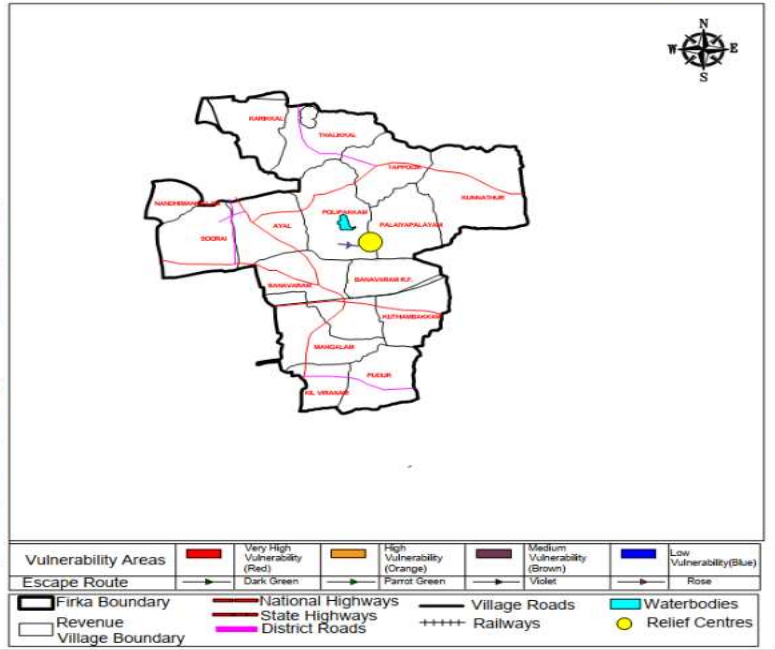 N
W E
S
KARIKKAL
THALIKKAL
TAPPOOR
KUNNATHUR
POLIPAKKAM
PALAIYAPALAYAM
AYAL
SOORAI
BANAVARAM
BANAVARAM R.F.
KUTHAMBAKKAM
MANGALAM
PUDUR
KIL VIRANAM
Vulnerability Areas
Very High
Vulnerability
(Red)
High
Vulnerability
(Orange)
Medium
Vulnerability
(Brown)
Low
Vulnerability(Blue)
Escape Route
Dark Green
Parrot Green
Violet
Rose
Firka Boundary
Revenue
Village Boundary
National Highways
State Highways
District Roads
Village Roads
Railways
Waterbodies
Relief Centres